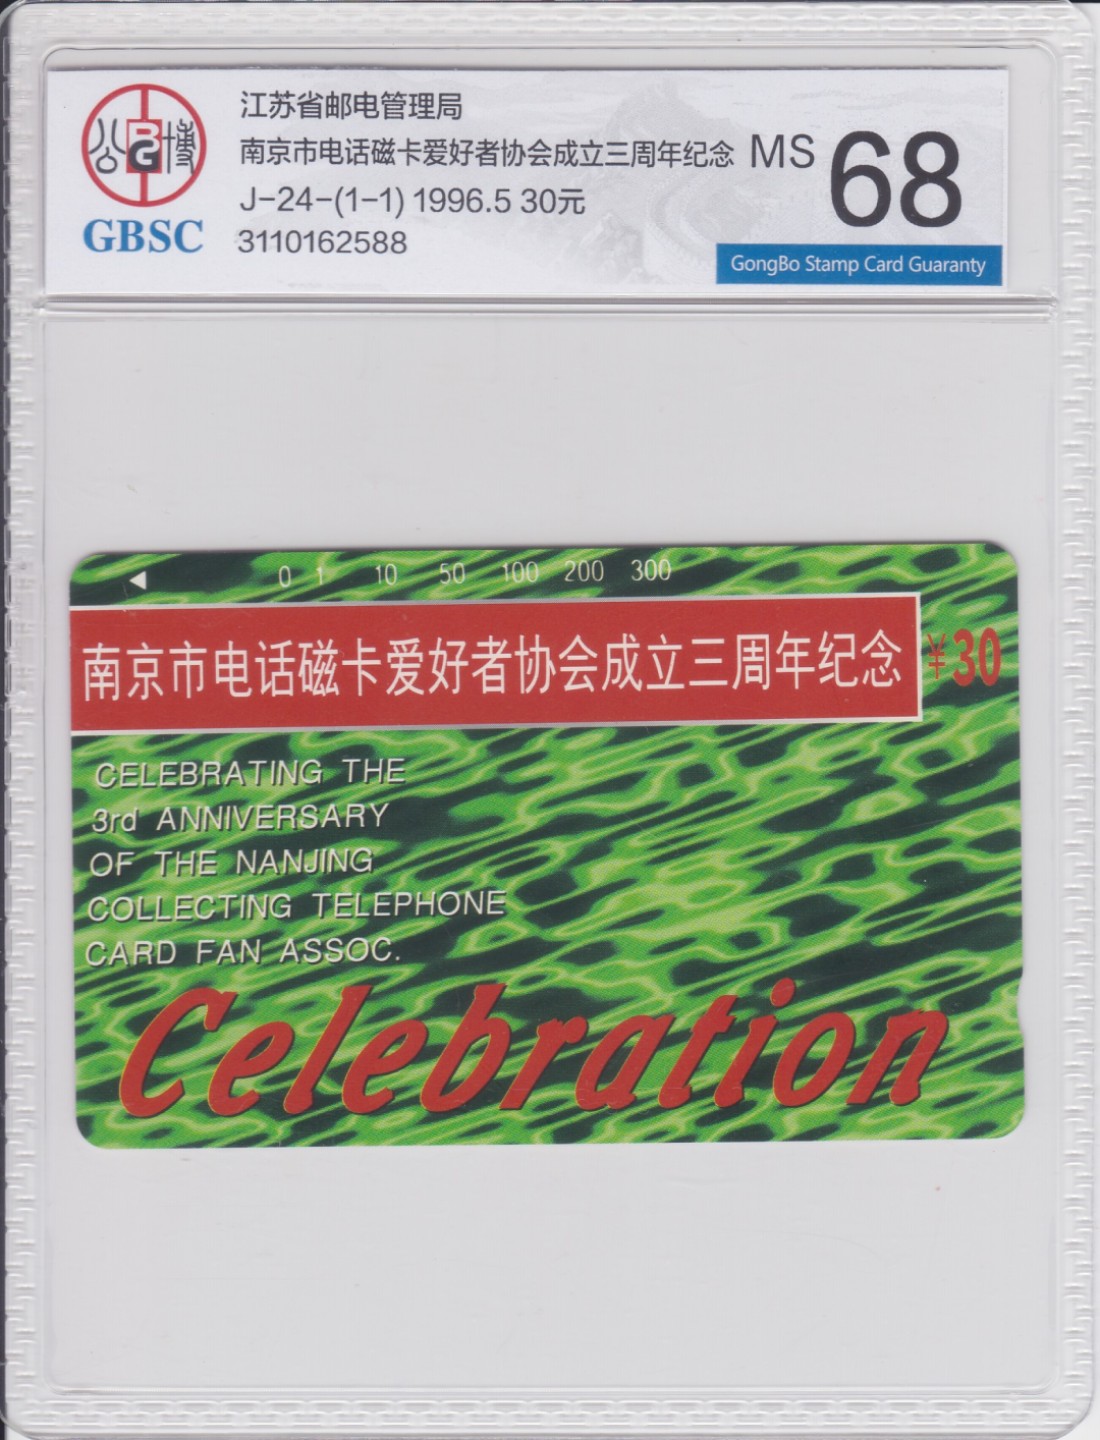 公 BG 博
GBSC
江苏省邮电管理局
南京市电话磁卡爱好者协会成立三周年纪念
J-24-(1-1) 1996.5 30元
3110162588
MS 68
GongBo Stamp Card Guaranty
◀ 0 1 10 50 100 200 300
南京市电话磁卡爱好者协会成立三周年纪念
¥30
CELEBRATING THE
3rd ANNIVERSARY
OF THE NANJING
COLLECTING TELEPHONE
CARD FAN ASSOC.
Celebration